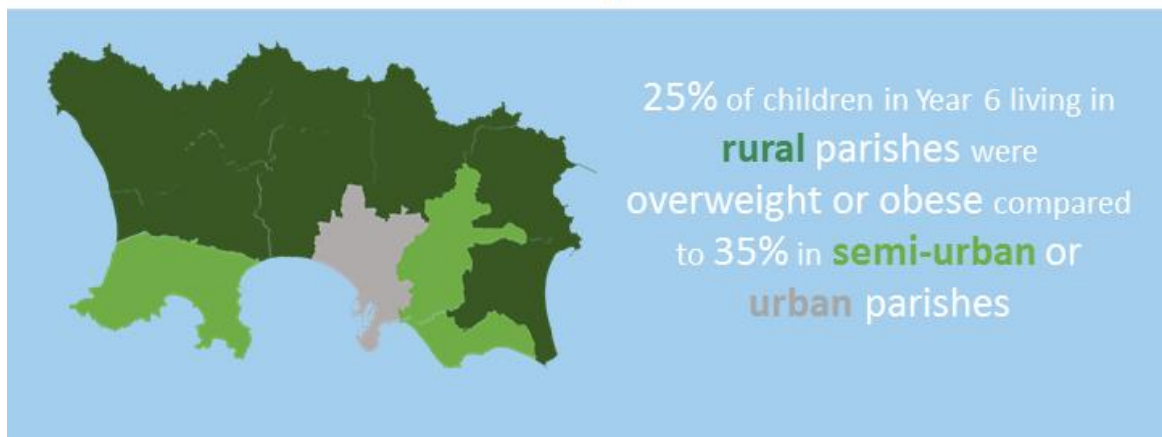 25% of children in Year 6 living in
rural parishes were
overweight or obese compared
to 35% in semi-urban or
urban parishes